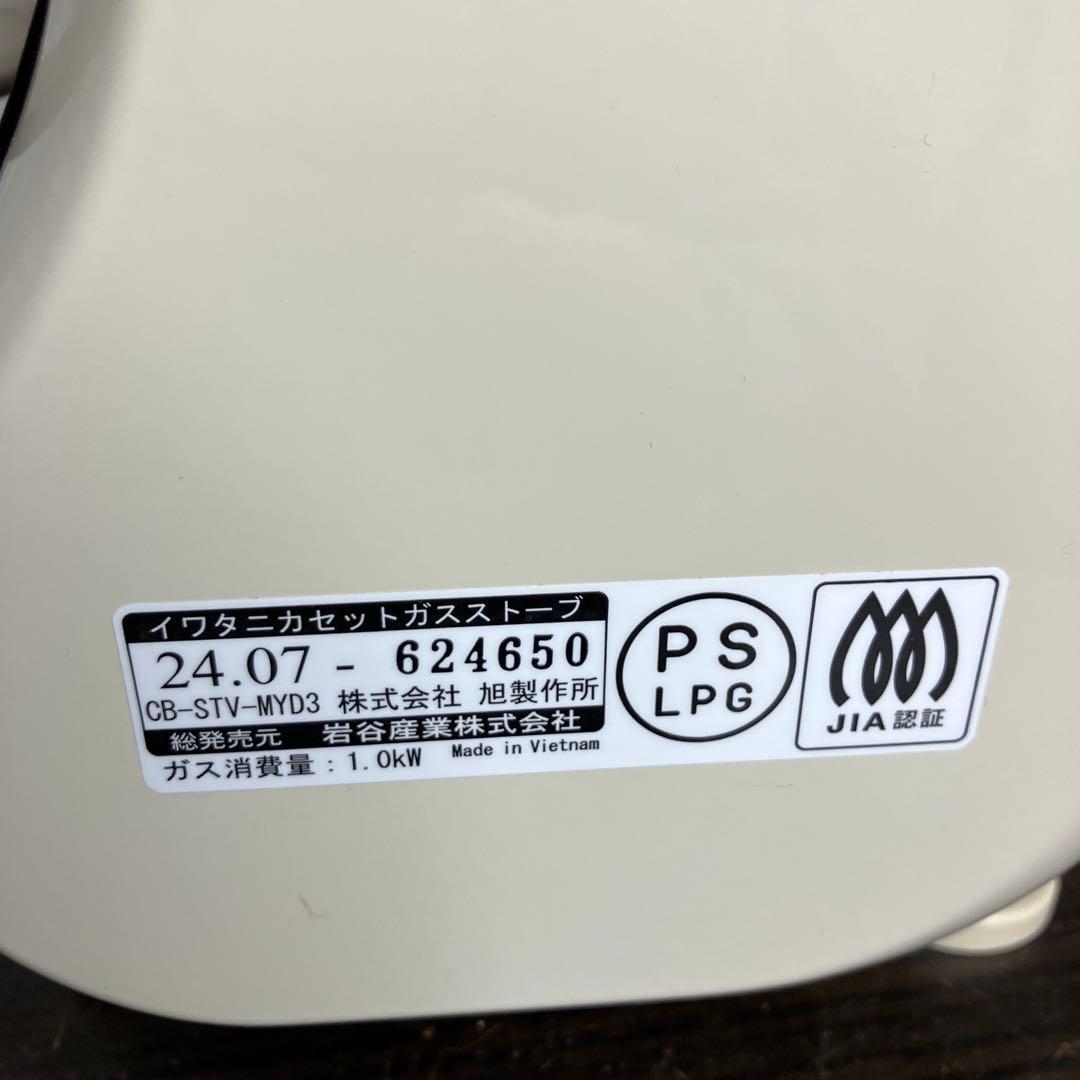 イワタニカセットガスストーブ
24.07 - 624650
CB-STV-MYD3 株式会社 旭製作所
総発売元 岩谷産業株式会社
ガス消費量：1.0kW Made in Vietnam
PS
LPG
JIA認証